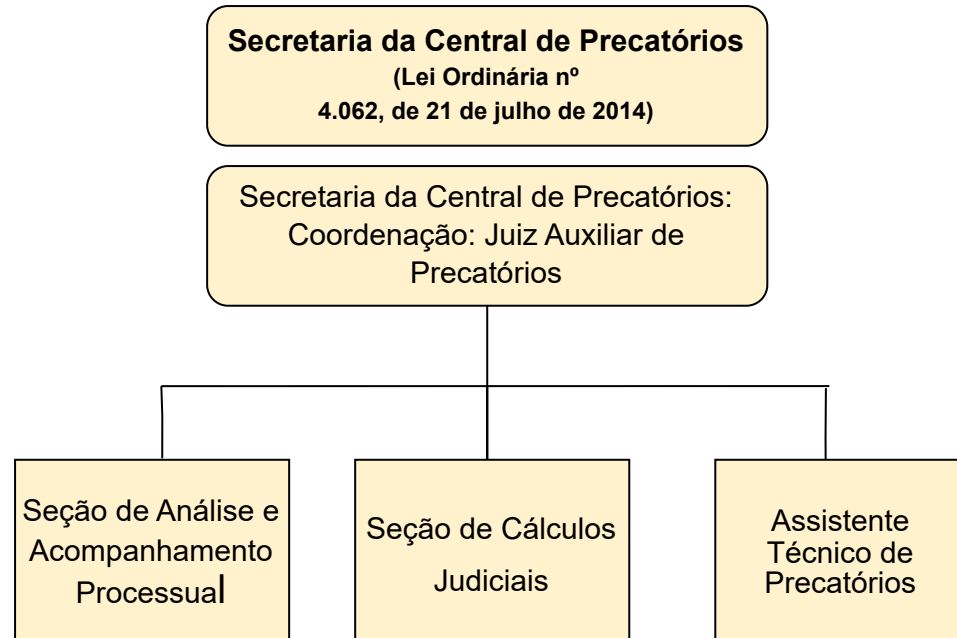 Secretaria da Central de Precatórios
(Lei Ordinária nº
4.062, de 21 de julho de 2014)
Secretaria da Central de Precatórios:
Coordenação: Juiz Auxiliar de
Precatórios
Seção de Análise e
Acompanhamento
Processual
Seção de Cálculos
Judiciais
Assistente
Técnico de
Precatórios